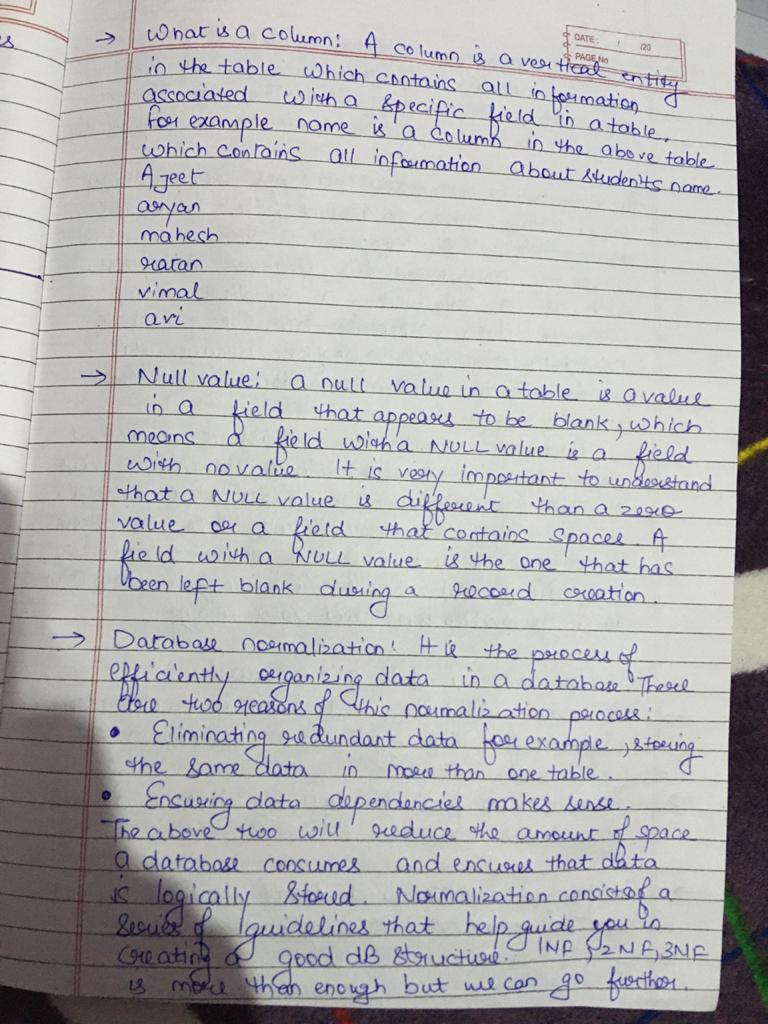 s
DATE: / /20
PAGE No
→ What is a column: A column is a vertical entity
in the table which contains all information
associated with a specific field in a table,
for example name is a column in the above table
which contains all information about students name.
Ajeet
aryan
mahesh
ratan
vimal
avi
→ Null value: a null value in a table is a value
in a field that appears to be blank, which
means a field with a NULL value is a field
with no value. It is very important to understand
that a NULL value is different than a zero
value or a field that contains spaces. A
field with a NULL value is the one that has
been left blank during a record creation.
→ Database normalization: It is the process of
efficiently organizing data in a database. There
are two reasons of this normalization process:
• Eliminating redundant data for example, storing
the same data in more than one table.
• Ensuring data dependencies makes sense.
The above two will reduce the amount of space
a database consumes and ensures that data
is logically stored. Normalization consists of a
series of guidelines that help guide you in
creating a good dB structure. 1NF, 2NF, 3NF
is more than enough but we can go further.